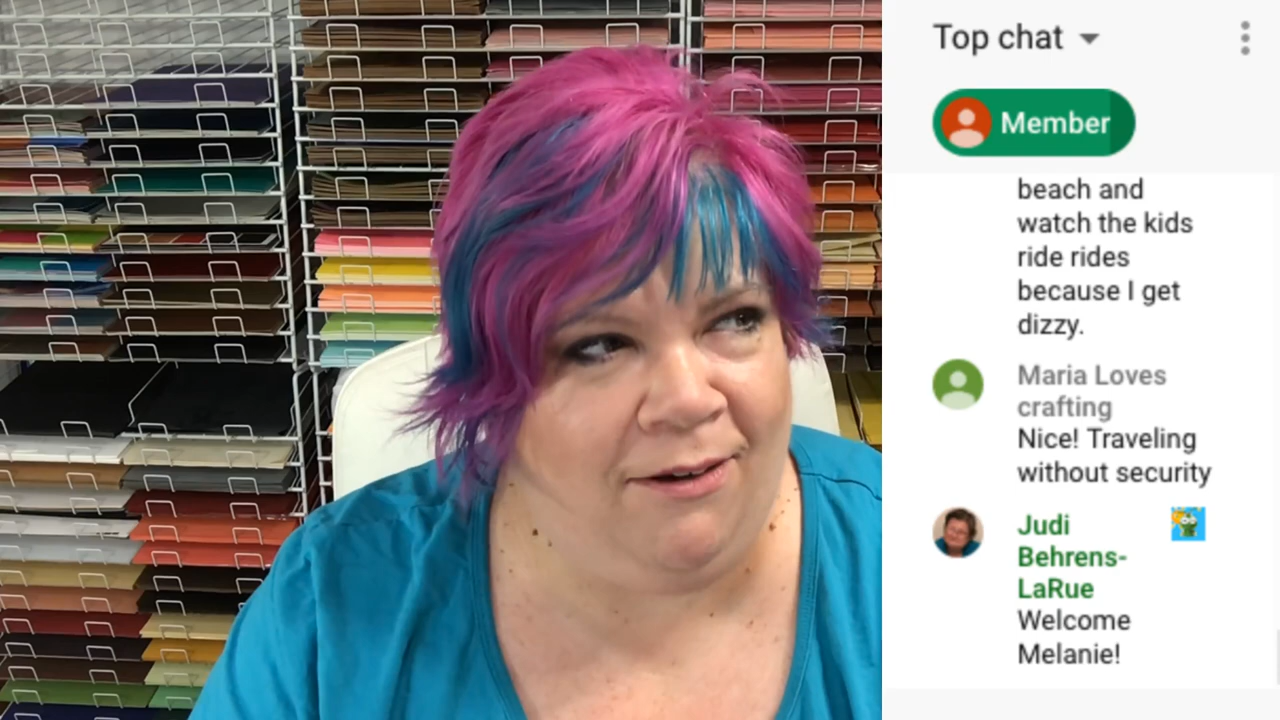 Top chat
Member
beach and
watch the kids
ride rides
because I get
dizzy.
Maria Loves
crafting
Nice! Traveling
without security
Judi
Behrens-
LaRue
Welcome
Melanie!